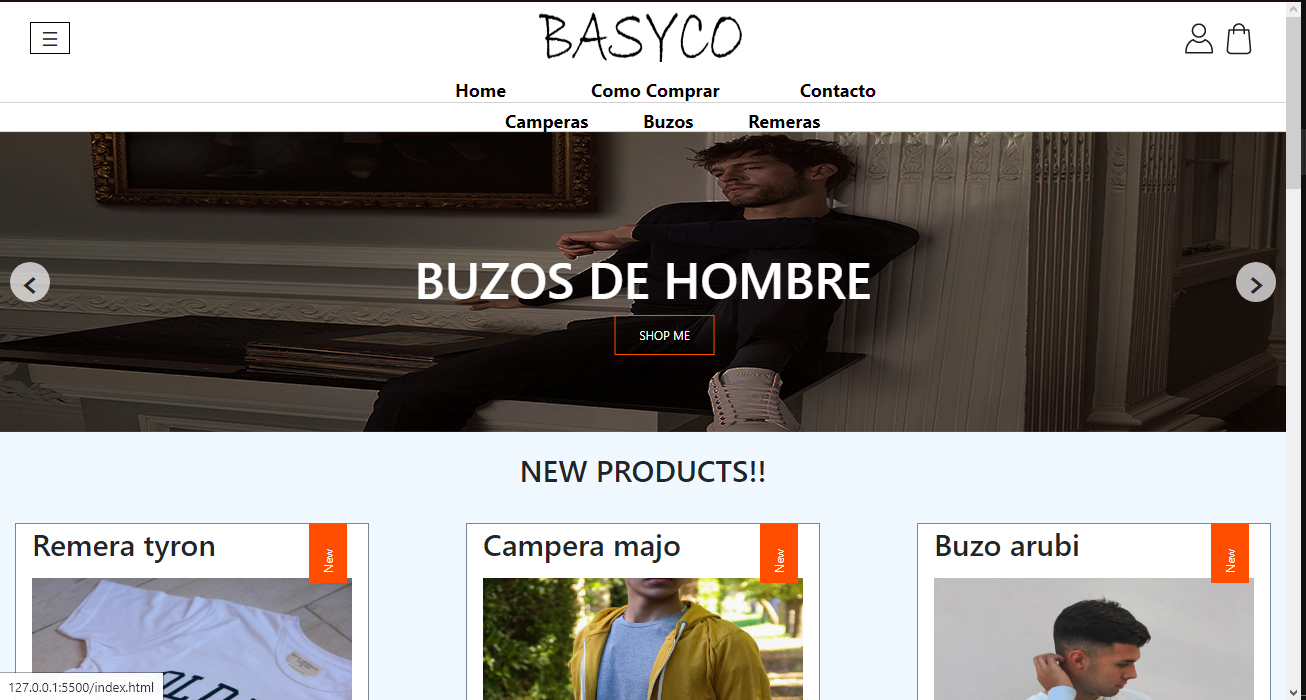 BASYCO
Home Como Comprar Contacto
Camperas Buzos Remeras
BUZOS DE HOMBRE
SHOP ME
NEW PRODUCTS!!
Remera tyron New
Campera majo New
Buzo arubi New
127.0.0.1:5500/index.html